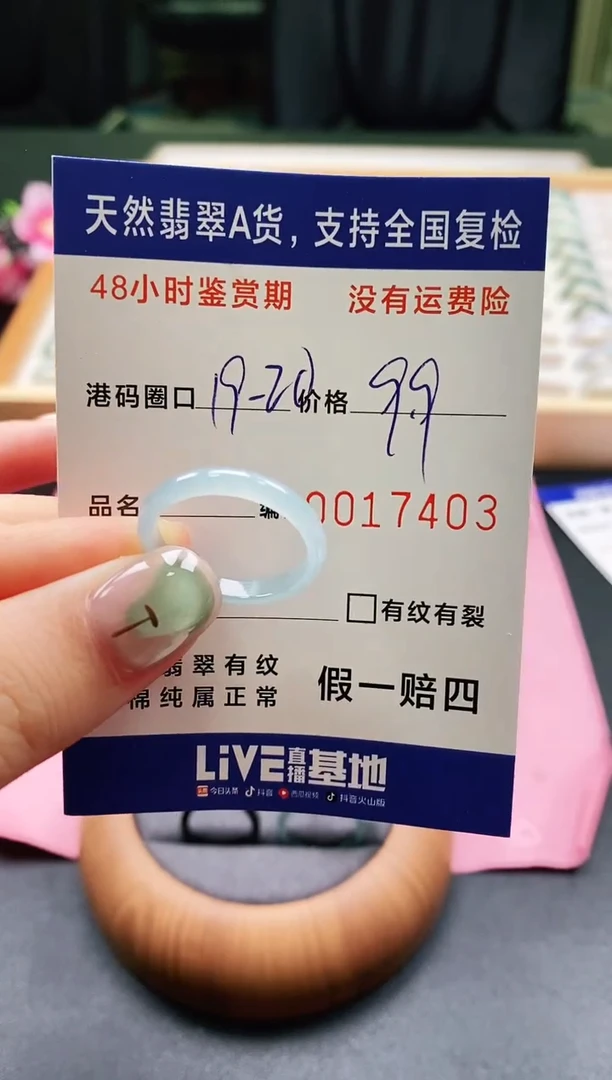 天然翡翠A货，支持全国复检
48小时鉴赏期 没有运费险
港码圈口 19-20 价格 99
品名 编 0017403
有纹有裂
翡翠有纹
棉纯属正常 假一赔四
LiVE直播基地
今日头条 抖音 西瓜视频 抖音火山版